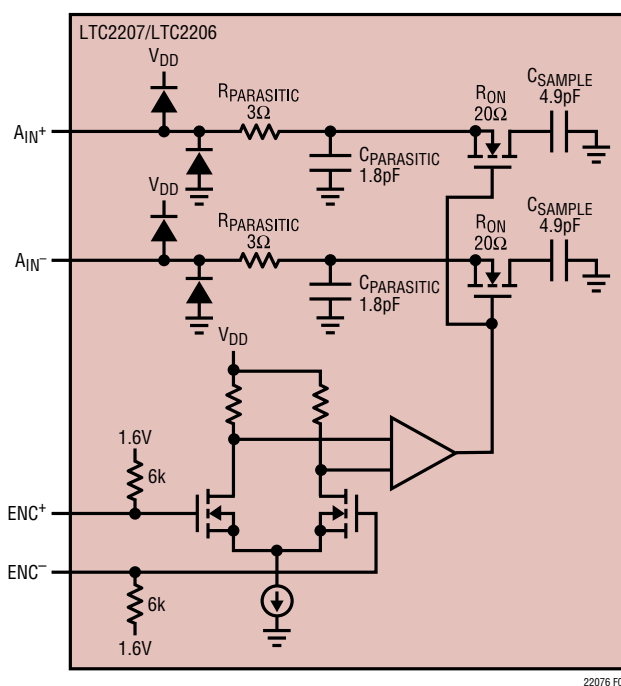 LTC2207/LTC2206
VDD
RPARASITIC
3Ω
RON
20Ω
CSAMPLE
4.9pF
AIN+
CPARASITIC
1.8pF
VDD
RPARASITIC
3Ω
RON
20Ω
CSAMPLE
4.9pF
AIN–
CPARASITIC
1.8pF
VDD
1.6V
6k
ENC+
ENC–
6k
1.6V